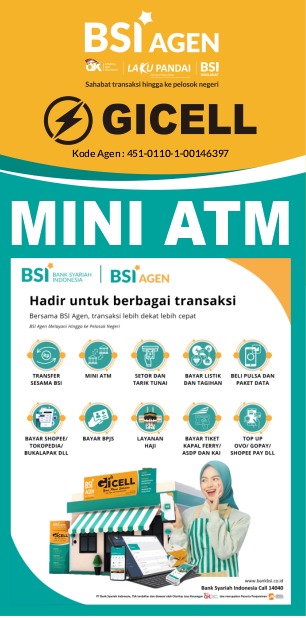 BSI AGEN
OJK
LAKU PANDAI
BSI
Sahabat transaksi hingga ke pelosok negeri
GICELL
Kode Agen : 451-0110-1-00146397
MINI ATM
BSI BANK SYARIAH INDONESIA | BSI AGEN
Hadir untuk berbagai transaksi
Bersama BSI Agen, transaksi lebih dekat lebih cepat
BSI Agen Melayani Hingga ke Pelosok Negeri
TRANSFER SESAMA BSI
MINI ATM
SETOR DAN TARIK TUNAI
BAYAR LISTIK DAN TAGIHAN
BELI PULSA DAN PAKET DATA
BAYAR SHOPEE/ TOKOPEDIA/ BUKALAPAK DLL
BAYAR BPJS
LAYANAN HAJI
BAYAR TIKET KAPAL FERRY/ ASDP DAN KAI
TOP UP OVO/ GOPAY/ SHOPEE PAY DLL
BSI AGEN
GICELL
www.bankbsi.co.id
Bank Syariah Indonesia Call 14040